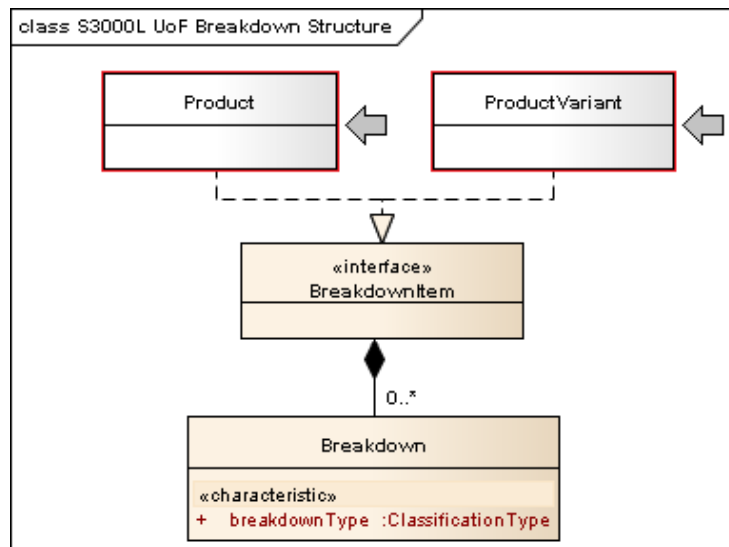 class S3000L UoF Breakdown Structure
Product
ProductVariant
«interface»
BreakdownItem
0..*
Breakdown
«characteristic»
+ breakdownType :ClassificationType